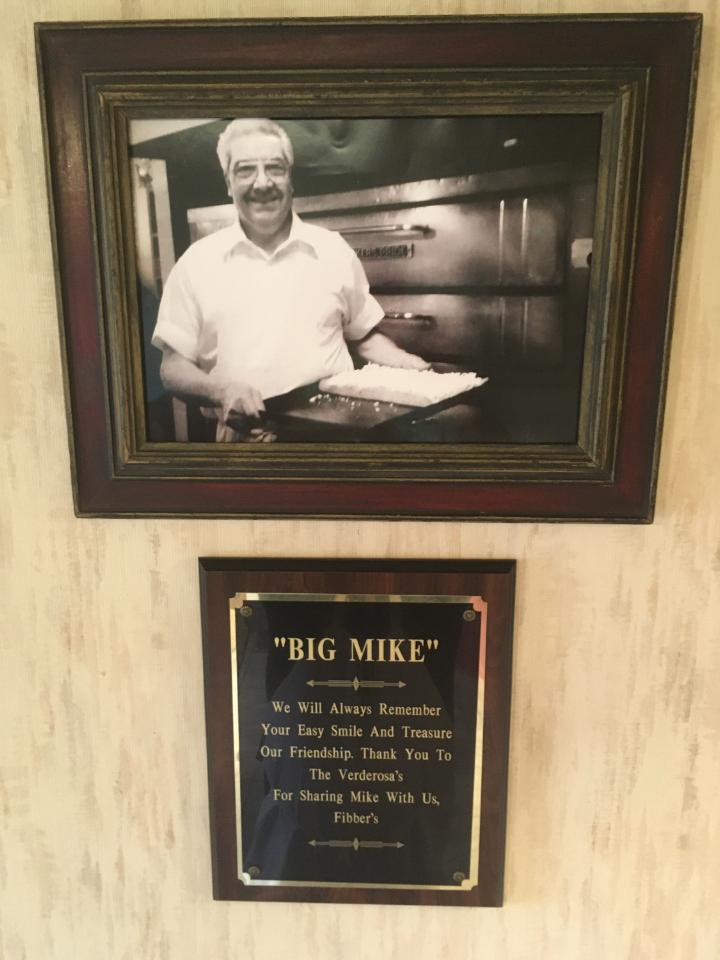 "BIG MIKE"
We Will Always Remember
Your Easy Smile And Treasure
Our Friendship. Thank You To
The Verderosa's
For Sharing Mike With Us,
Fibber's